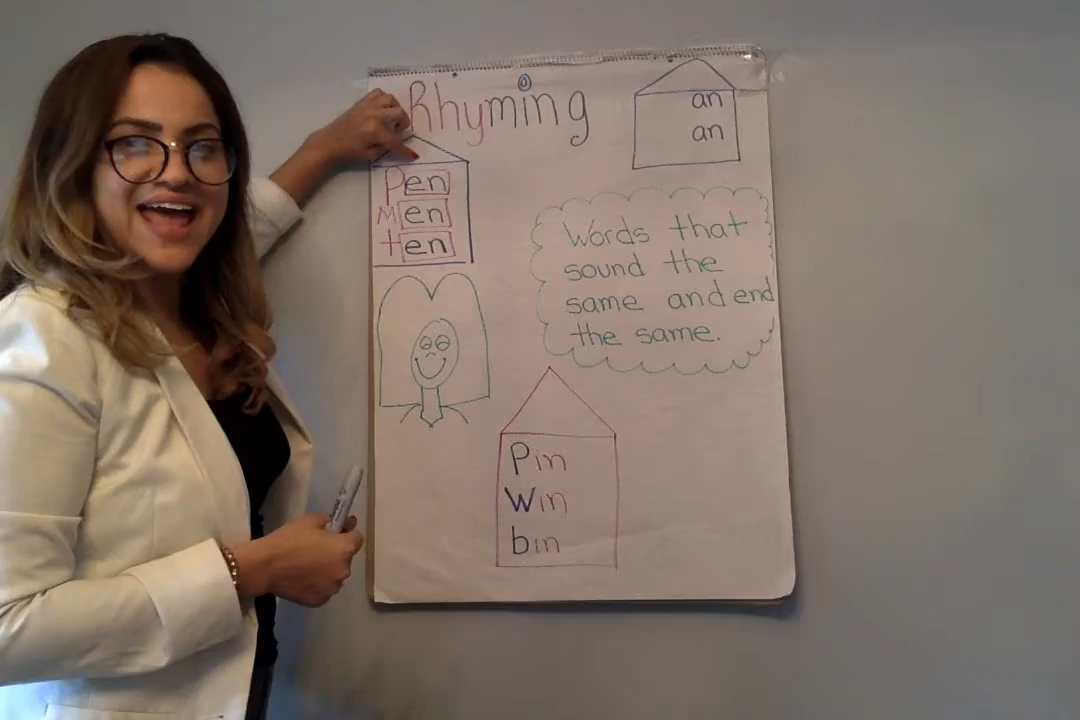 Rhyming
an
an
Pen
Men
ten
Words that
sound the
same and end
the same.
Pin
Win
bin